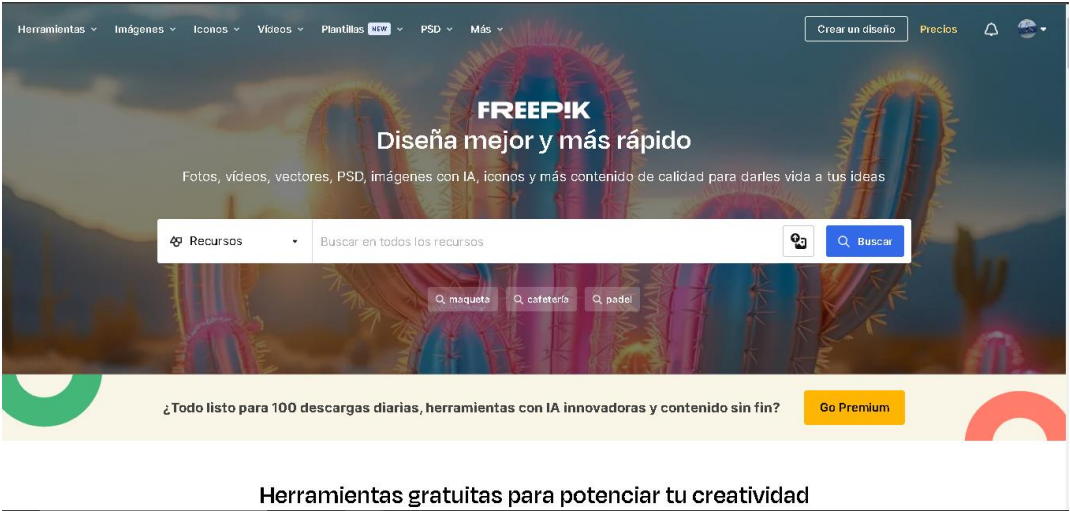 Herramientas Imágenes Iconos Vídeos Plantillas NEW PSD Más Crear un diseño Precios
FREEP!K
Diseña mejor y más rápido
Fotos, vídeos, vectores, PSD, imágenes con IA, iconos y más contenido de calidad para darles vida a tus ideas
Recursos Buscar en todos los recursos Buscar
maqueta cafetería padel
¿Todo listo para 100 descargas diarias, herramientas con IA innovadoras y contenido sin fin? Go Premium
Herramientas gratuitas para potenciar tu creatividad